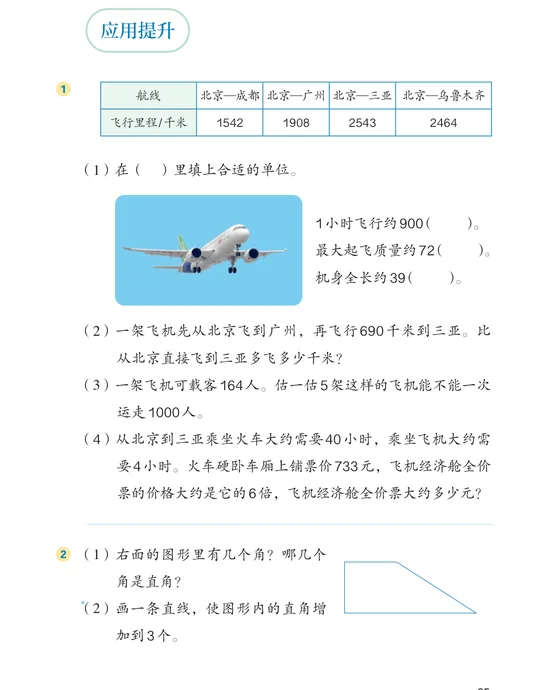 应用提升
1
航线 北京—成都 北京—广州 北京—三亚 北京—乌鲁木齐
飞行里程/千米 1542 1908 2543 2464
（1）在（ ）里填上合适的单位。
1小时飞行约900（ ）。
最大起飞质量约72（ ）。
机身全长约39（ ）。
（2）一架飞机先从北京飞到广州，再飞行690千米到三亚。比
从北京直接飞到三亚多飞多少千米？
（3）一架飞机可载客164人。估一估5架这样的飞机能不能一次
运走1000人。
（4）从北京到三亚乘坐火车大约需要40小时，乘坐飞机大约需
要4小时。火车硬卧车厢上铺票价733元，飞机经济舱全价
票的价格大约是它的6倍，飞机经济舱全价票大约多少元？
2
（1）右面的图形里有几个角？哪几个
角是直角？
*（2）画一条直线，使图形内的直角增
加到3个。